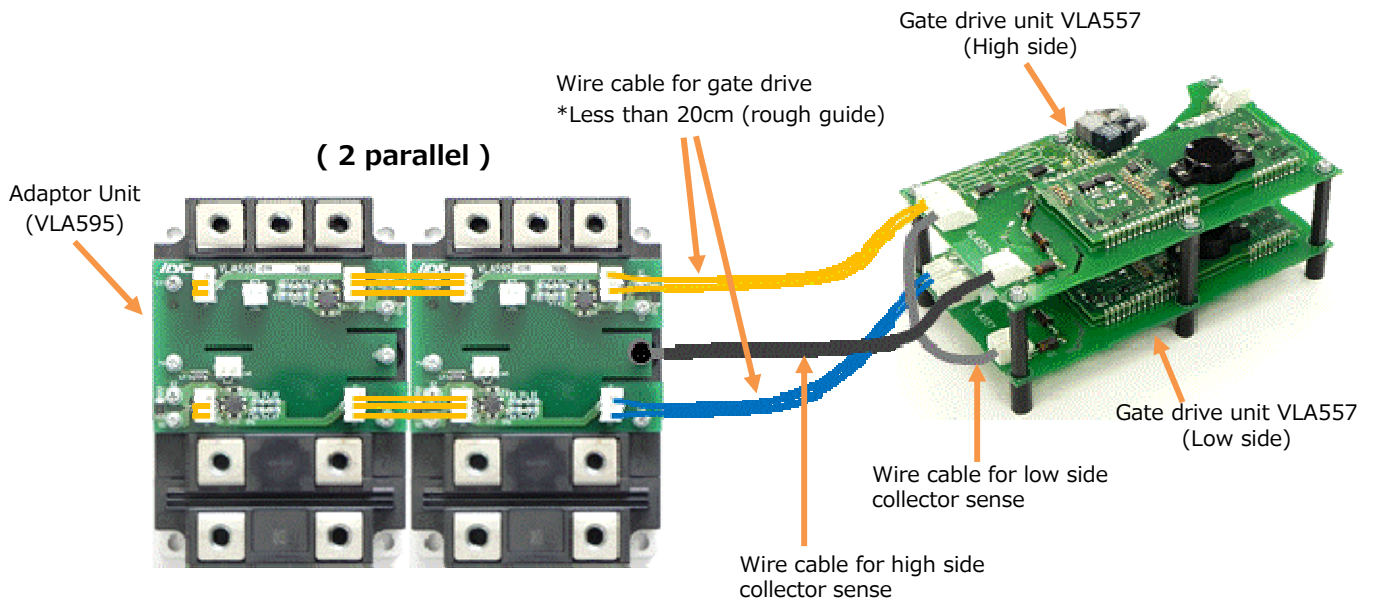 Gate drive unit VLA557
(High side)
Wire cable for gate drive
*Less than 20cm (rough guide)
( 2 parallel )
Adaptor Unit
(VLA595)
VLA595
VLA595
Gate drive unit VLA557
(Low side)
Wire cable for low side
collector sense
Wire cable for high side
collector sense